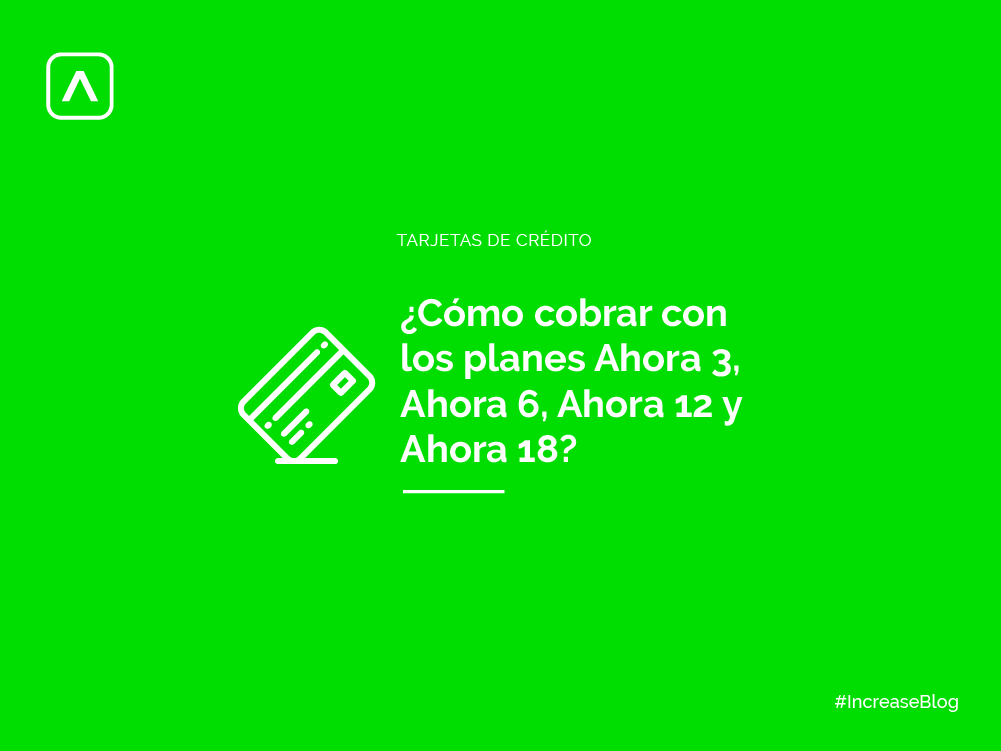 TARJETAS DE CRÉDITO
¿Cómo cobrar con
los planes Ahora 3,
Ahora 6, Ahora 12 y
Ahora 18?
#IncreaseBlog